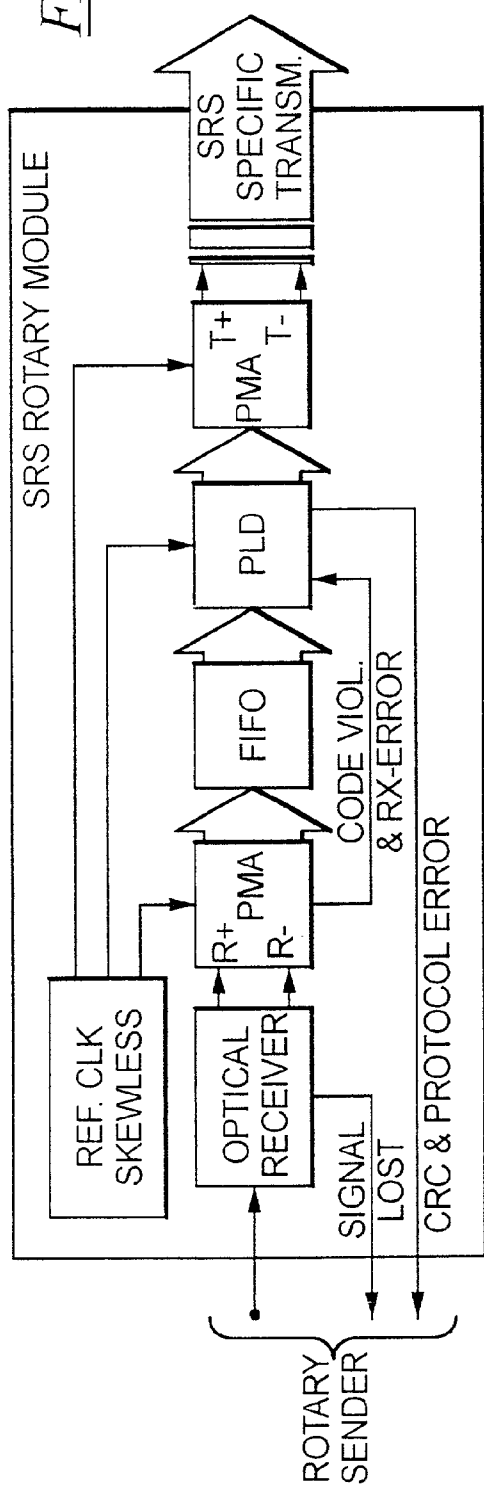 SRS ROTARY MODULE
REF. CLK
SKEWLESS
OPTICAL
RECEIVER
R+
PMA
R-
FIFO
PLD
T+
PMA
T-
SRS
SPECIFIC
TRANSM.
SIGNAL
LOST
CODE VIOL.
& RX-ERROR
CRC & PROTOCOL ERROR
ROTARY
SENDER